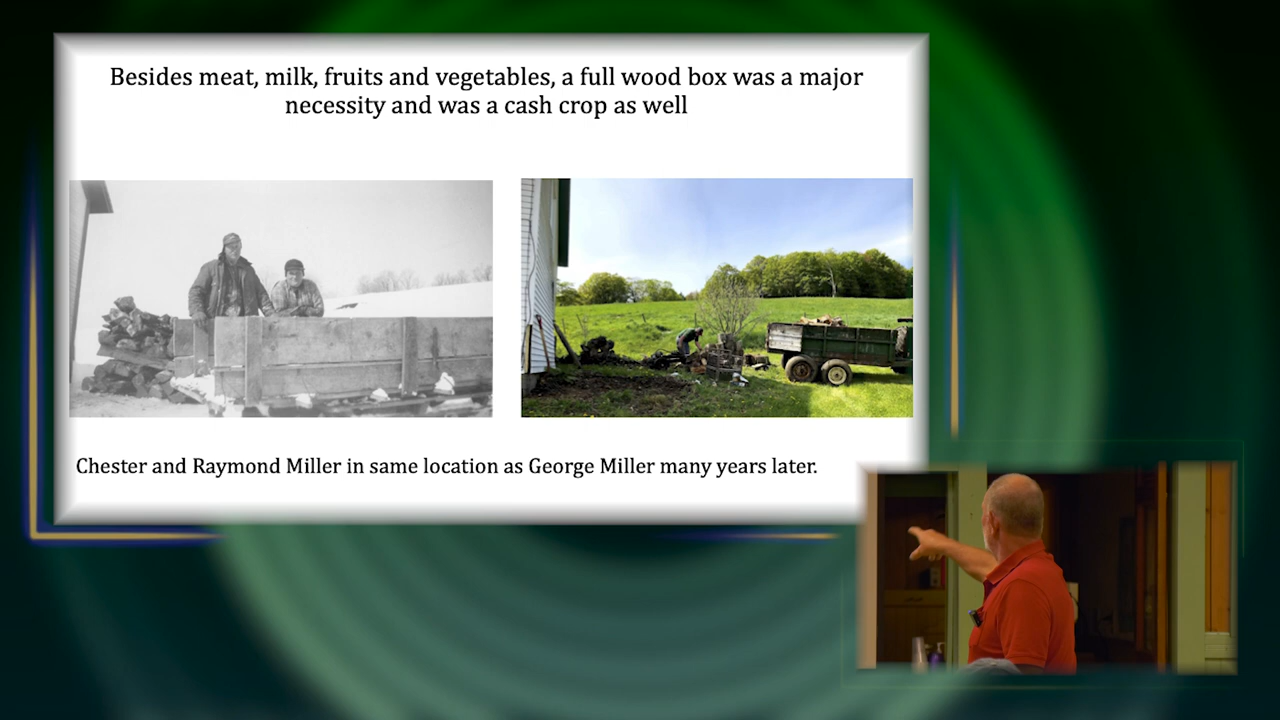 Besides meat, milk, fruits and vegetables, a full wood box was a major
necessity and was a cash crop as well
Chester and Raymond Miller in same location as George Miller many years later.